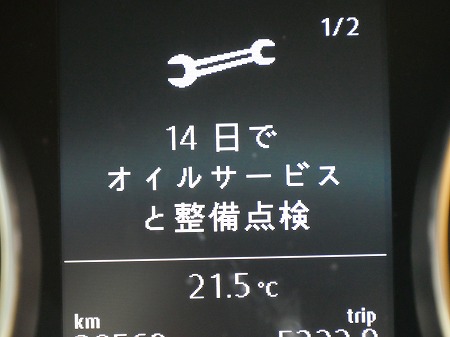 1/2
14 日で
オイルサービス
と整備点検
21.5 ℃
km
trip